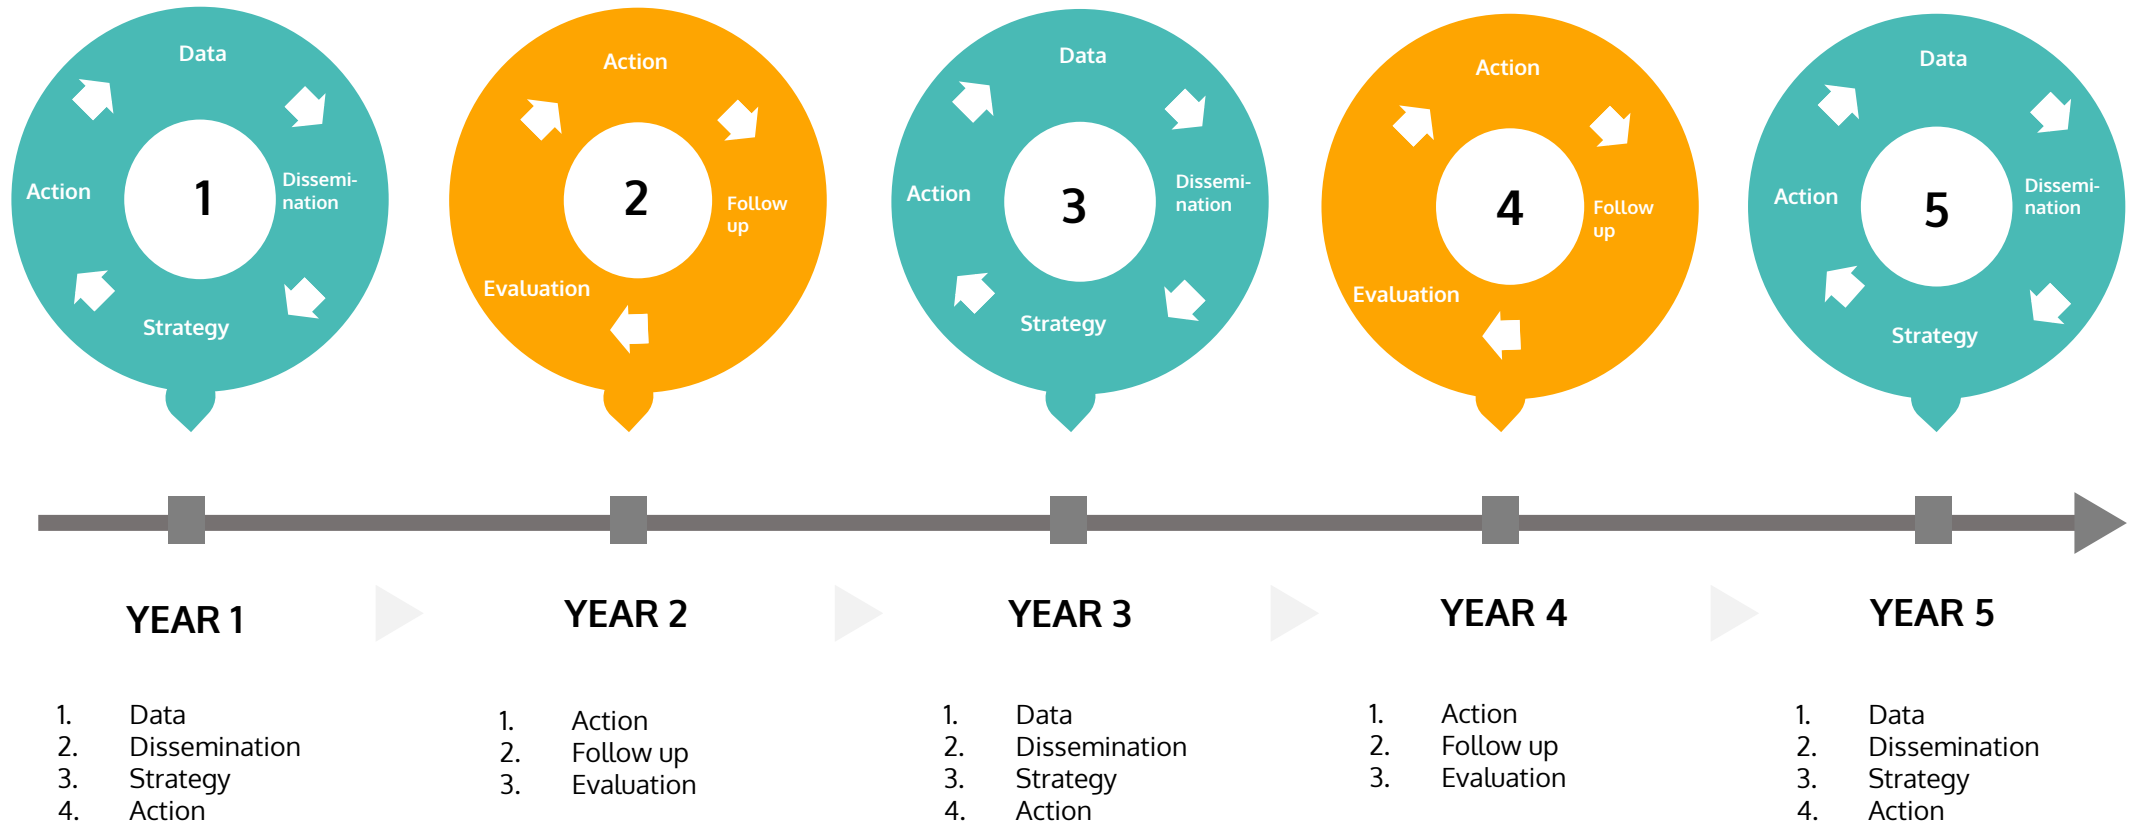 Data
Dissemi-
nation
Strategy
Action
1
Action
Follow
up
Evaluation
2
Data
Dissemi-
nation
Strategy
Action
3
Action
Follow
up
Evaluation
4
Data
Dissemi-
nation
Strategy
Action
5
YEAR 1
YEAR 2
YEAR 3
YEAR 4
YEAR 5
1. Data
2. Dissemination
3. Strategy
4. Action
1. Action
2. Follow up
3. Evaluation
1. Data
2. Dissemination
3. Strategy
4. Action
1. Action
2. Follow up
3. Evaluation
1. Data
2. Dissemination
3. Strategy
4. Action